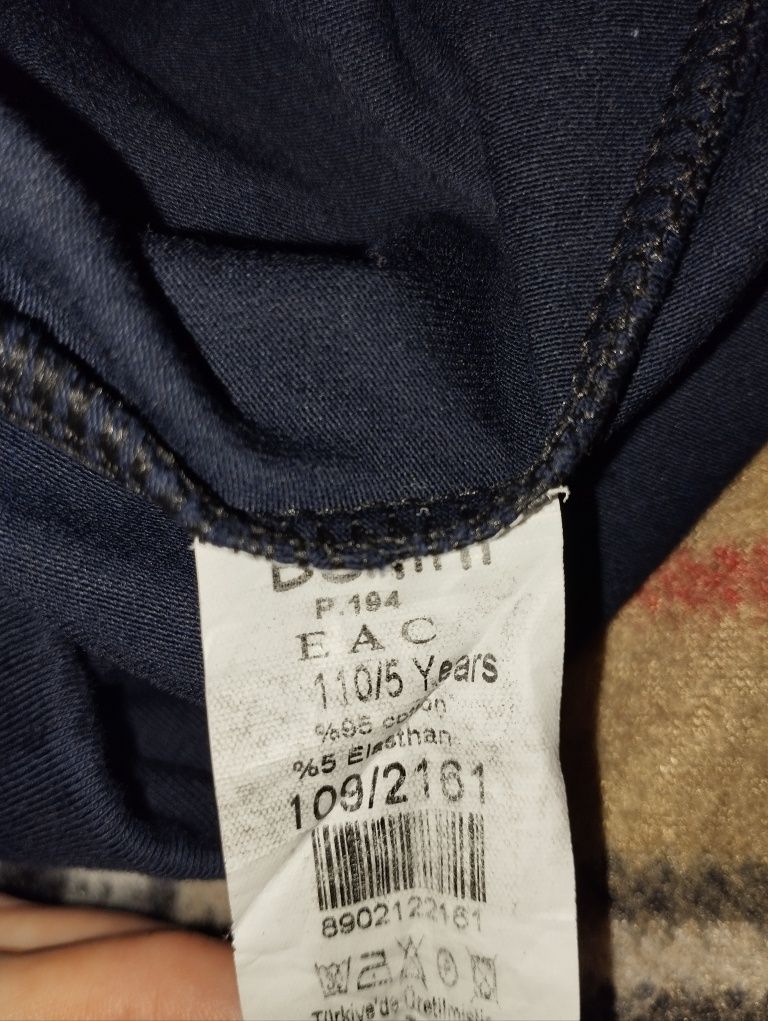 P.194
EAC
110/5 Years
%95 cotton
%5 Elasthan
109/2161
8902122161
Türkiye'de Üretilmiştir